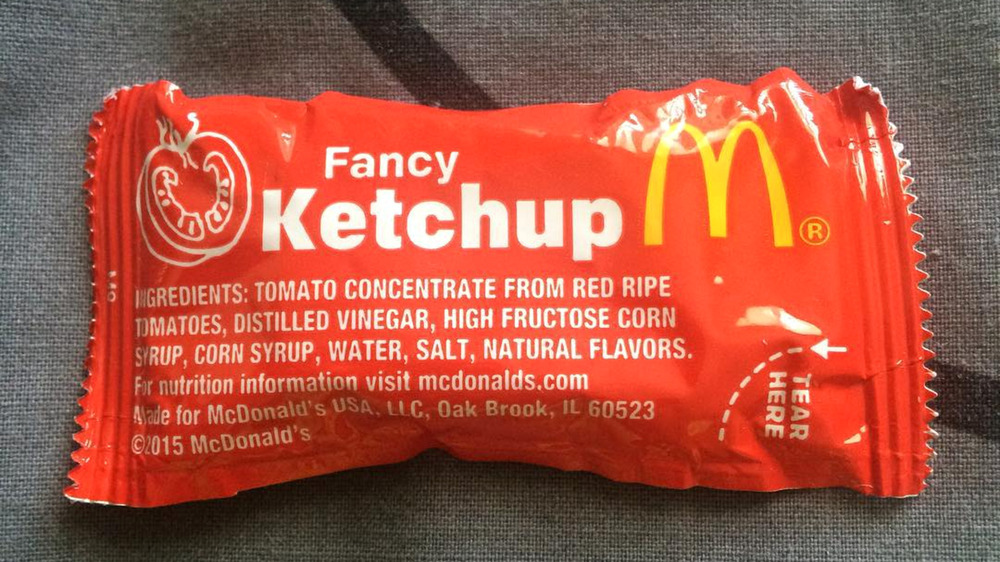 Fancy
Ketchup
M®
INGREDIENTS: TOMATO CONCENTRATE FROM RED RIPE
TOMATOES, DISTILLED VINEGAR, HIGH FRUCTOSE CORN
SYRUP, CORN SYRUP, WATER, SALT, NATURAL FLAVORS.
For nutrition information visit mcdonalds.com
Made for McDonald's USA, LLC, Oak Brook, IL 60523
©2015 McDonald's
TEAR
HERE